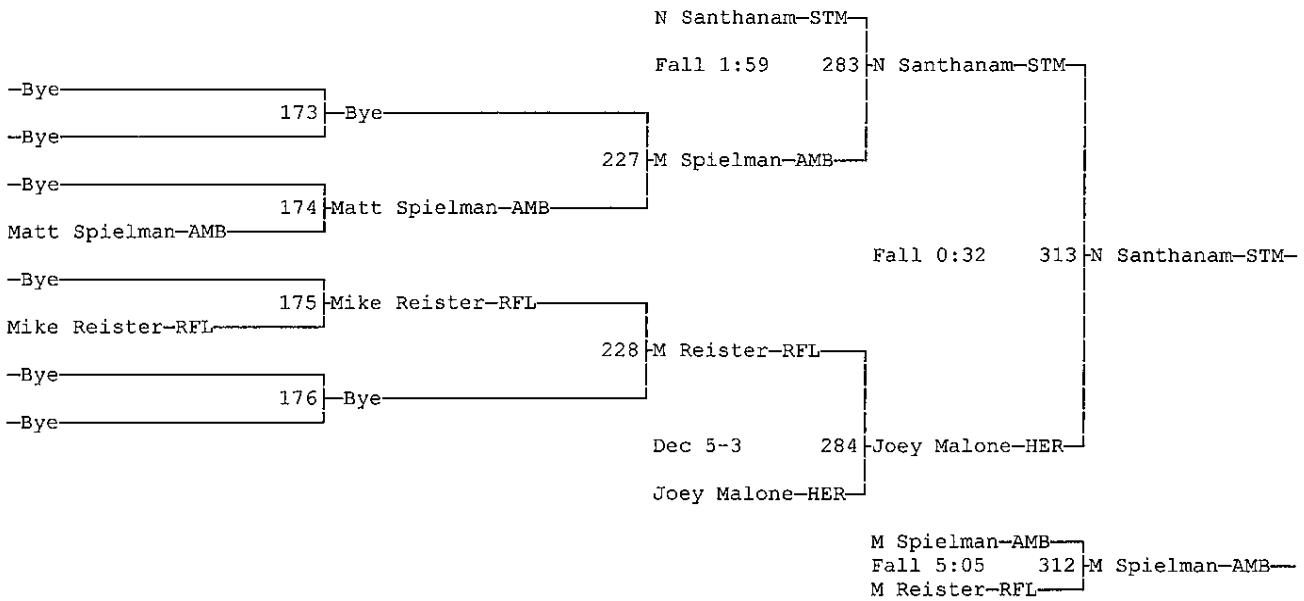 N Santhanam-STM
Fall 1:59 283 N Santhanam-STM
-Bye
173 -Bye
-Bye
227 M Spielman-AMB
-Bye
174 Matt Spielman-AMB
Matt Spielman-AMB
Fall 0:32 313 N Santhanam-STM
-Bye
175 Mike Reister-RFL
Mike Reister-RFL
228 M Reister-RFL
-Bye
176 -Bye
-Bye
Dec 5-3 284 Joey Malone-HER
Joey Malone-HER
M Spielman-AMB
Fall 5:05 312 M Spielman-AMB
M Reister-RFL